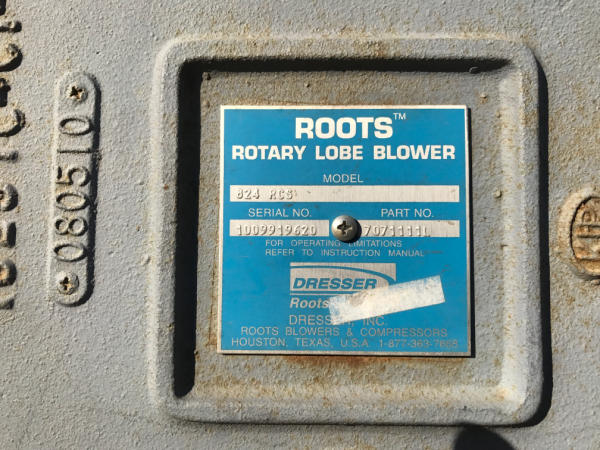 ROOTS™
ROTARY LOBE BLOWER
MODEL
824 RCS
SERIAL NO. PART NO.
1009919620 7071111L
FOR OPERATING LIMITATIONS
REFER TO INSTRUCTION MANUAL
DRESSER
Roots
DRESSER, INC.
ROOTS BLOWERS & COMPRESSORS
HOUSTON, TEXAS, U.S.A. 1-877-363-7668
080510